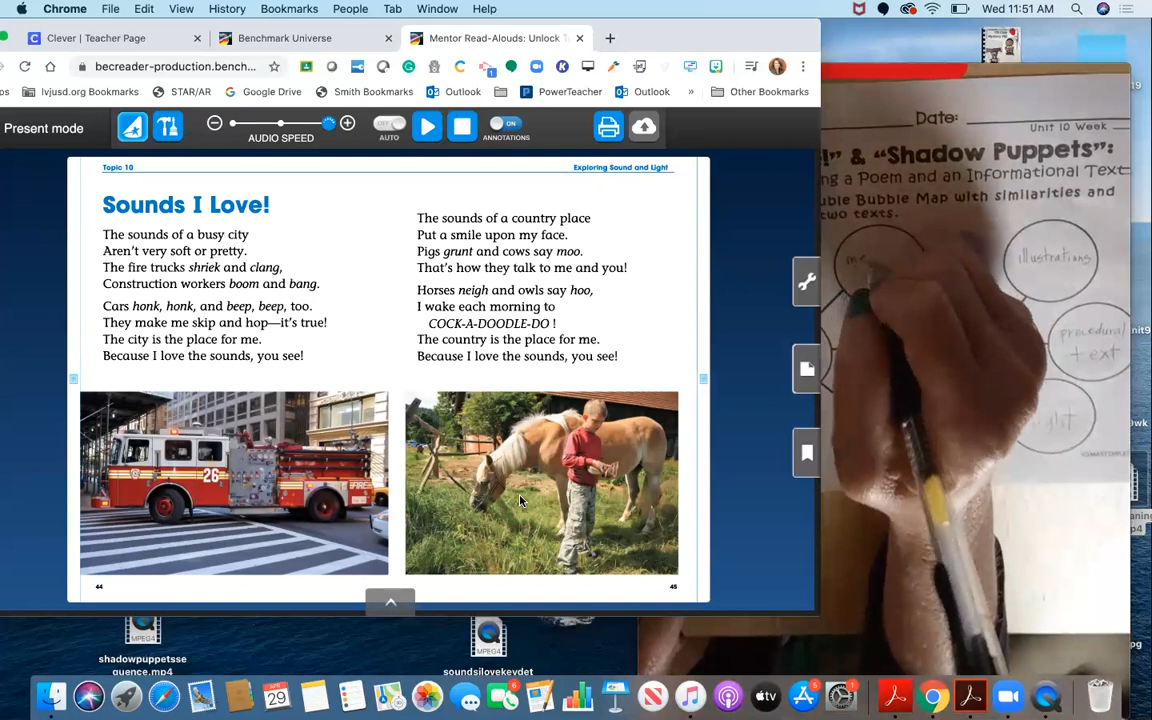 Chrome File Edit View History Bookmarks People Tab Window Help
Wed 11:51 AM
Clever | Teacher Page
Benchmark Universe
Mentor Read-Alouds: Unlock T
becreader-production.bench...
lvjusd.org Bookmarks STAR/AR Google Drive Smith Bookmarks Outlook PowerTeacher Outlook » Other Bookmarks
Present mode
AUDIO SPEED
OFF
AUTO
ON
ANNOTATIONS
Topic 10
Exploring Sound and Light
Sounds I Love!
The sounds of a busy city
Aren't very soft or pretty.
The fire trucks shriek and clang,
Construction workers boom and bang.
Cars honk, honk, and beep, beep, too.
They make me skip and hop—it's true!
The city is the place for me.
Because I love the sounds, you see!
The sounds of a country place
Put a smile upon my face.
Pigs grunt and cows say moo.
That's how they talk to me and you!
Horses neigh and owls say hoo,
I wake each morning to
COCK-A-DOODLE-DO !
The country is the place for me.
Because I love the sounds, you see!
26
44
45
Date:
Unit 10 Week
!" & "Shadow Puppets":
ng a Poem and an Informational Text
uble Bubble Map with similarities and
two texts.
me
illustrations
procedural
text
shadowpuppetsse
quence.mp4
soundsilovekeydet
MPEG4
MPEG4
APR
29